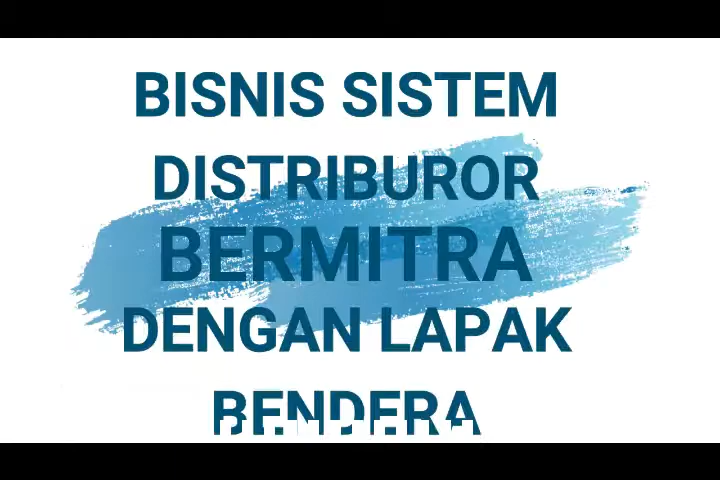 BISNIS SISTEM
DISTRIBUROR
BERMITRA
DENGAN LAPAK
BENDERA